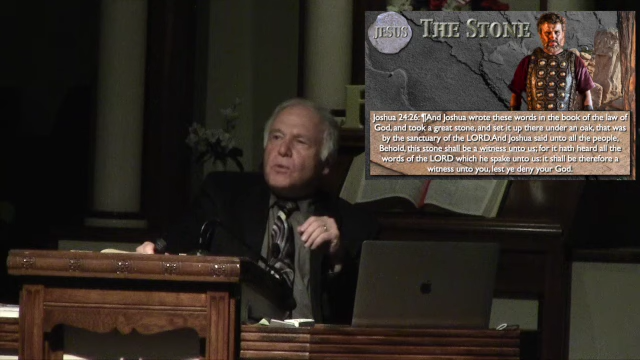 JESUS
THE STONE
Joshua 24:26: ¶And Joshua wrote these words in the book of the law of
God, and took a great stone, and set it up there under an oak, that was
by the sanctuary of the LORD. And Joshua said unto all the people,
Behold, this stone shall be a witness unto us; for it hath heard all the
words of the LORD which he spake unto us: it shall be therefore a
witness unto you, lest ye deny your God.